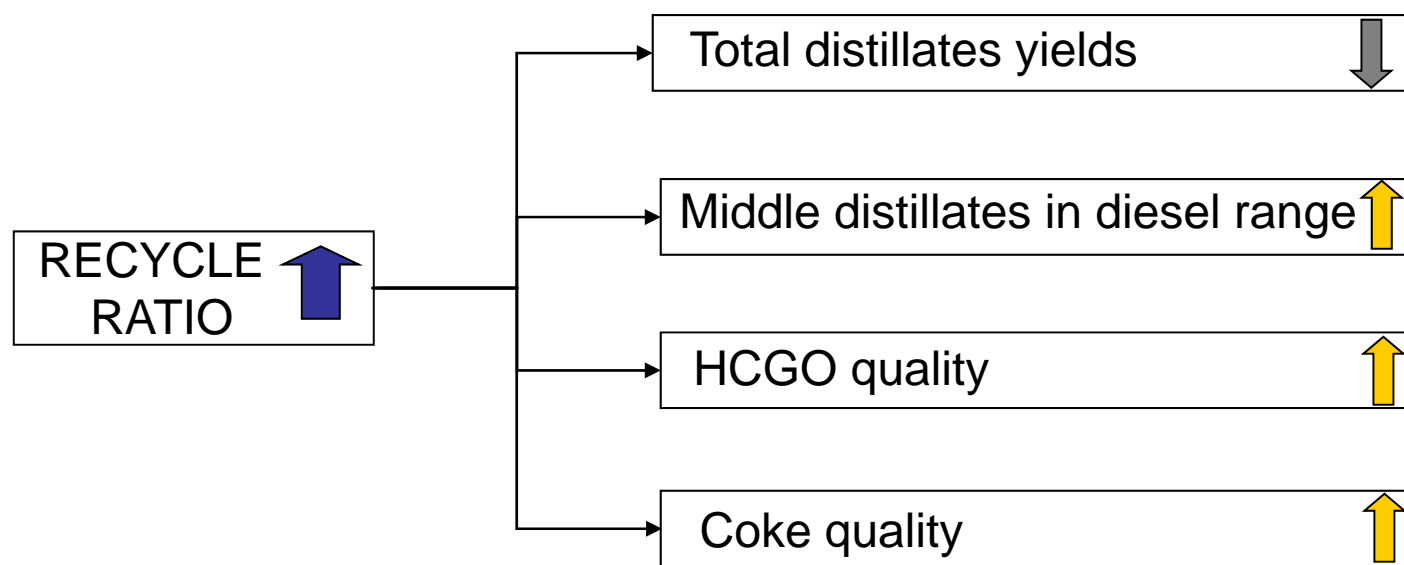 Total distillates yields
Middle distillates in diesel range
RECYCLE
RATIO
HCGO quality
Coke quality